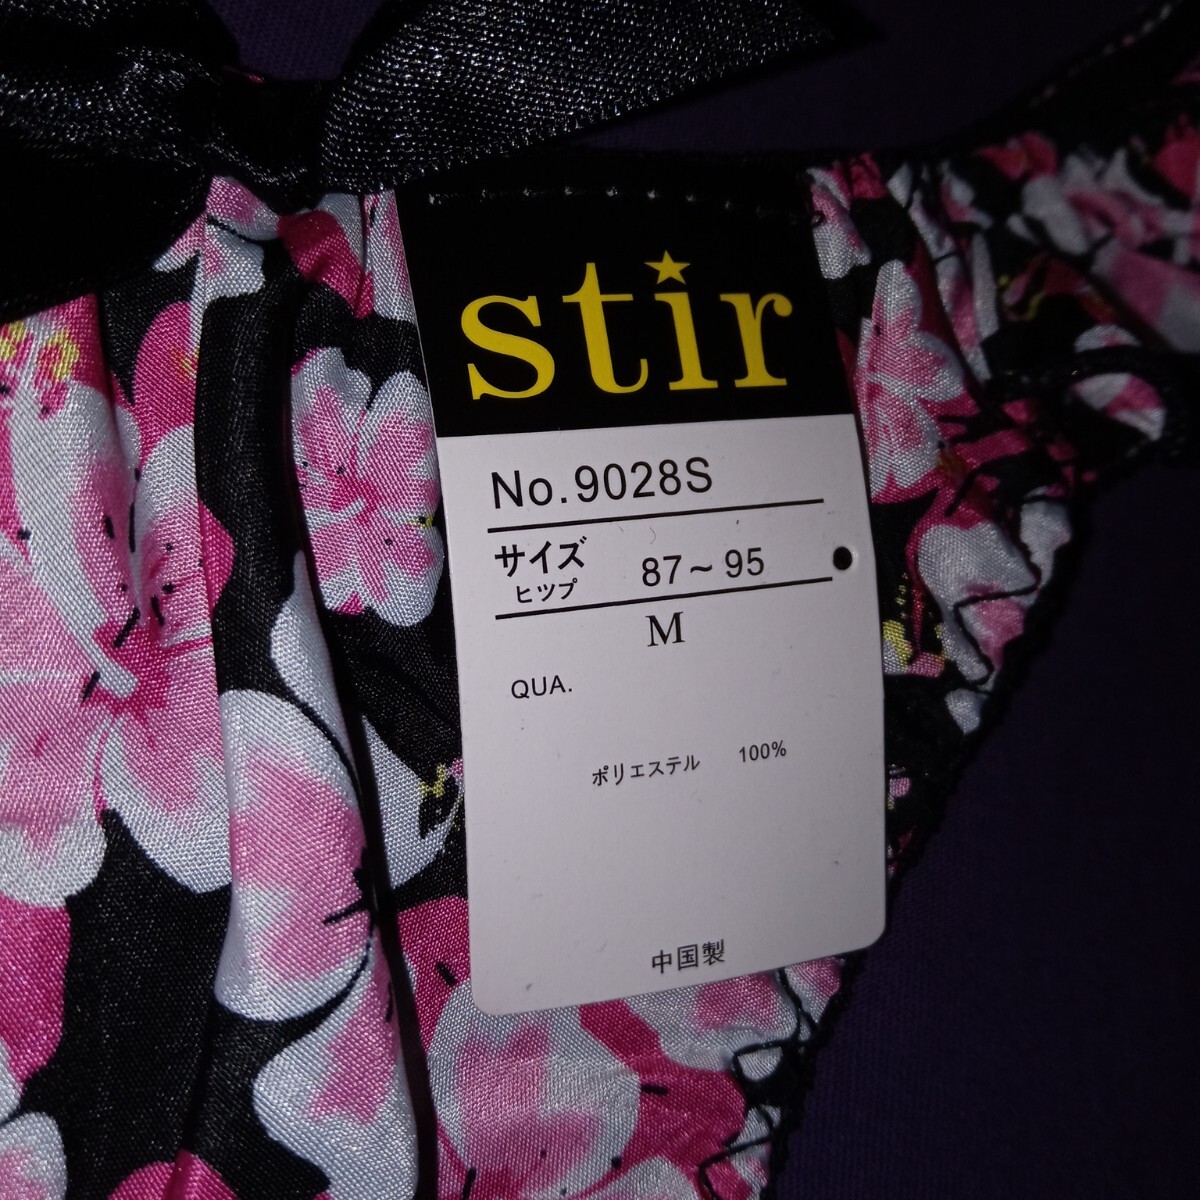 stir
No.9028S
サイズ 87～95
ヒツプ
M
QUA.
ポリエステル 100%
中国製